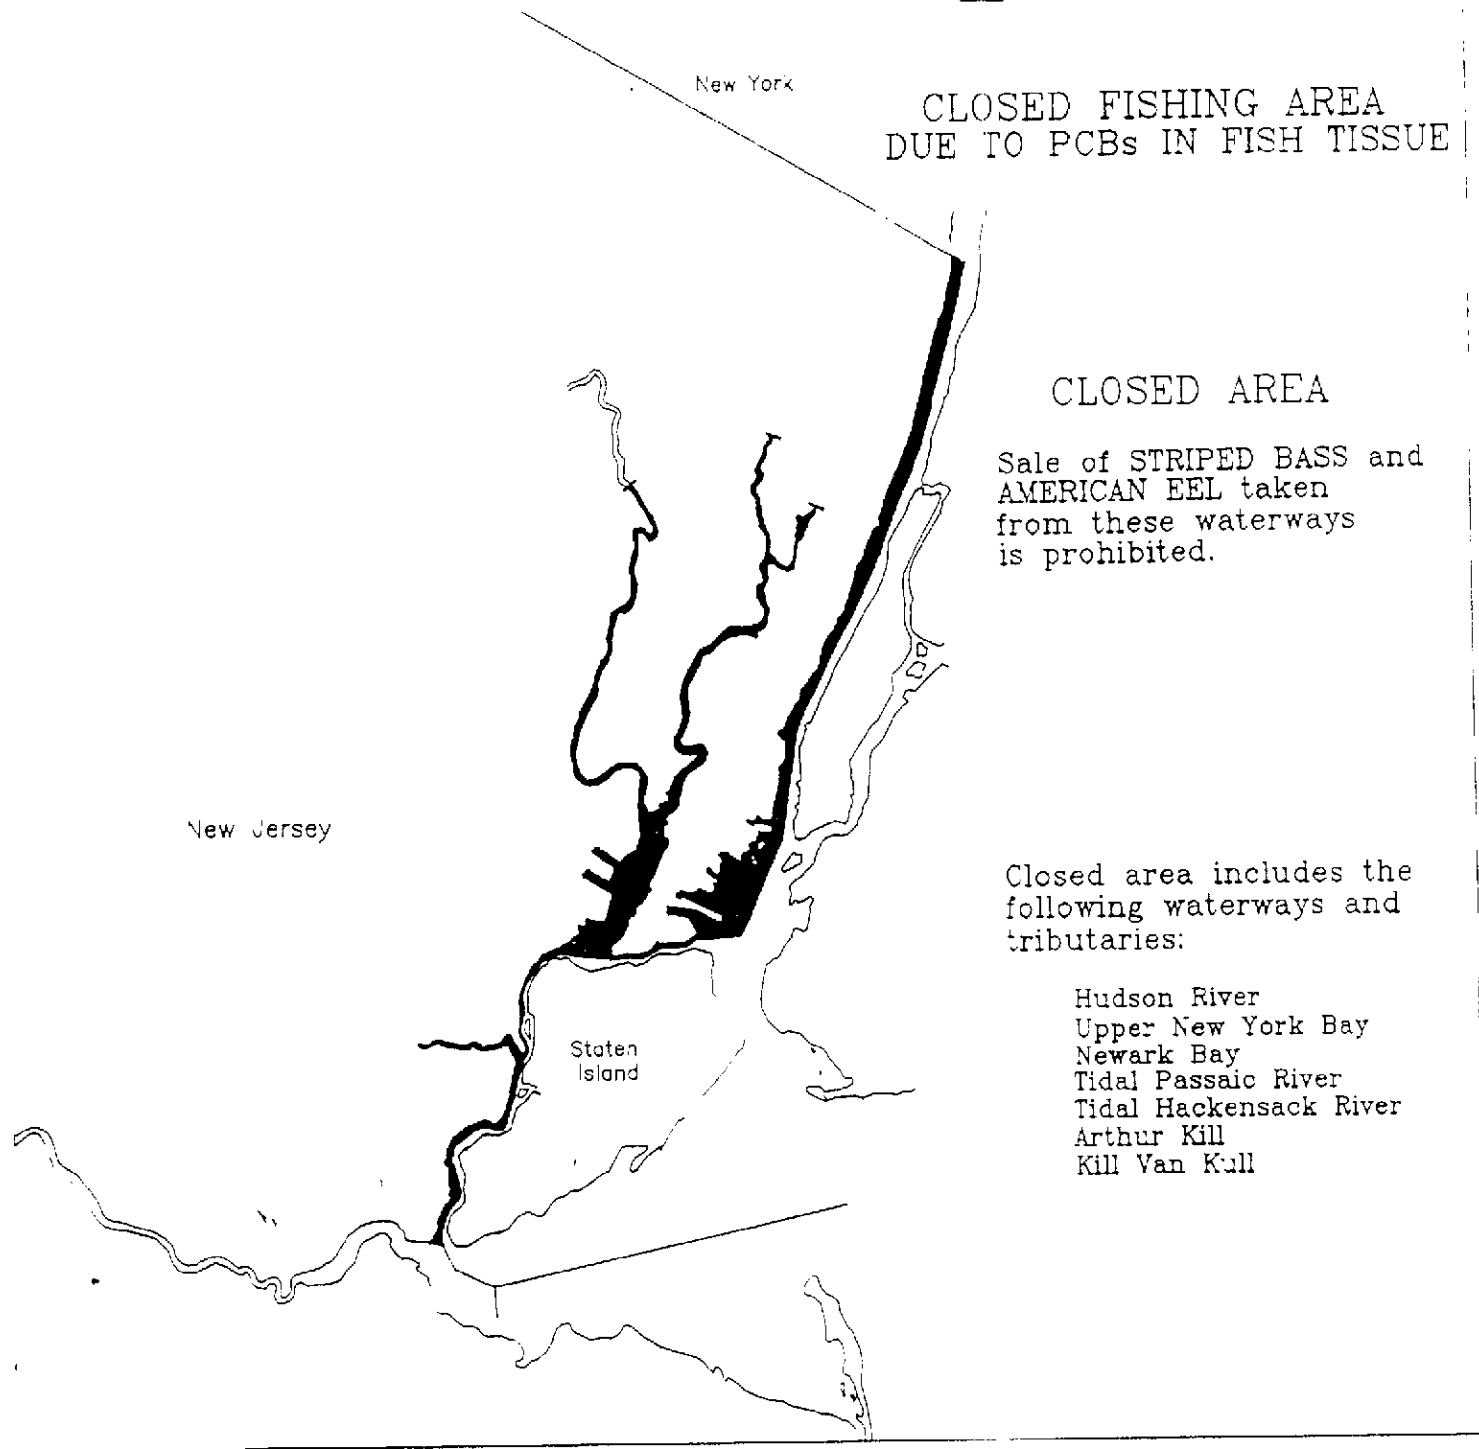 New York
CLOSED FISHING AREA
DUE TO PCBs IN FISH TISSUE
CLOSED AREA
Sale of STRIPED BASS and
AMERICAN EEL taken
from these waterways
is prohibited.
New Jersey
Closed area includes the
following waterways and
tributaries:
Hudson River
Upper New York Bay
Newark Bay
Tidal Passaic River
Tidal Hackensack River
Arthur Kill
Kill Van Kull
Staten
Island